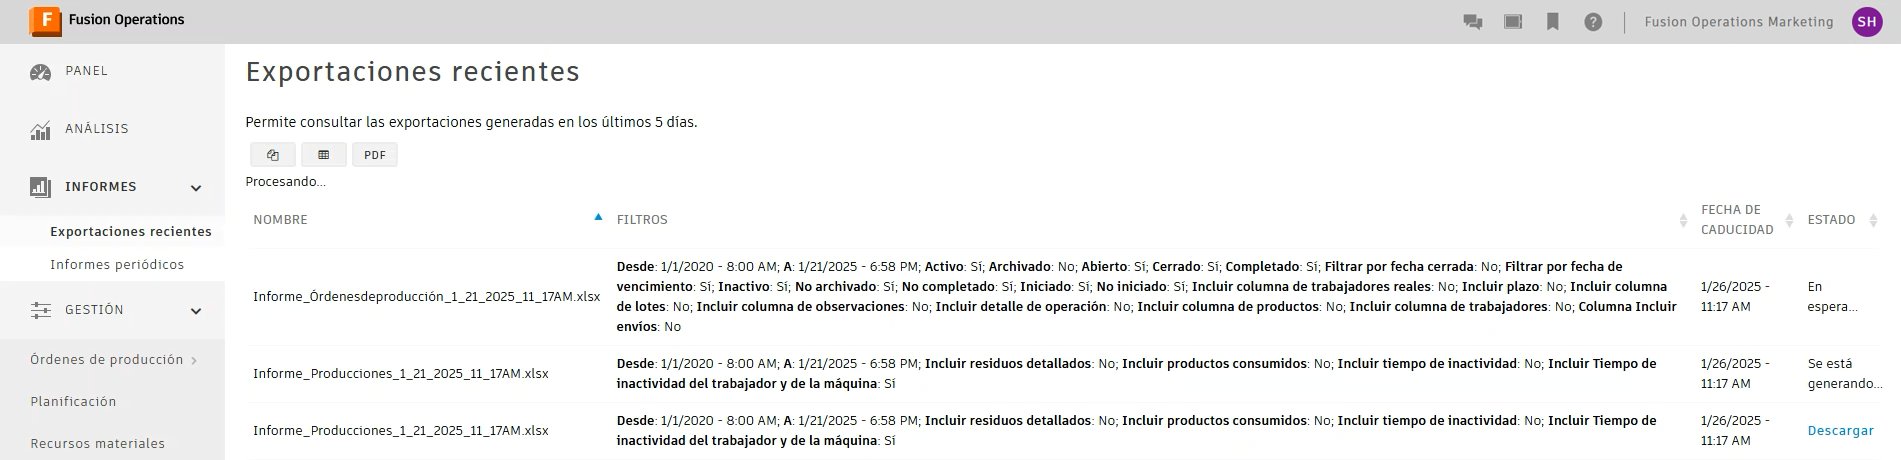 Fusion Operations
Fusion Operations Marketing
SH
PANEL
ANÁLISIS
INFORMES
Exportaciones recientes
Informes periódicos
GESTIÓN
Órdenes de producción
Planificación
Recursos materiales
Exportaciones recientes
Permite consultar las exportaciones generadas en los últimos 5 días.
PDF
Procesando...
NOMBRE
FILTROS
FECHA DE
CADUCIDAD
ESTADO
Informe_Órdenesdeproducción_1_21_2025_11_17AM.xlsx
Desde: 1/1/2020 - 8:00 AM; A: 1/21/2025 - 6:58 PM; Activo: Sí; Archivado: No; Abierto: Sí; Cerrado: Sí; Completado: Sí; Filtrar por fecha cerrada: No; Filtrar por fecha de
vencimiento: Sí; Inactivo: Sí; No archivado: Sí; No completado: Sí; Iniciado: Sí; No iniciado: Sí; Incluir columna de trabajadores reales: No; Incluir plazo: No; Incluir columna
de lotes: No; Incluir columna de observaciones: No; Incluir detalle de operación: No; Incluir columna de productos: No; Incluir columna de trabajadores: No; Columna Incluir
envíos: No
1/26/2025 -
11:17 AM
En
espera...
Informe_Producciones_1_21_2025_11_17AM.xlsx
Desde: 1/1/2020 - 8:00 AM; A: 1/21/2025 - 6:58 PM; Incluir residuos detallados: No; Incluir productos consumidos: No; Incluir tiempo de inactividad: No; Incluir Tiempo de
inactividad del trabajador y de la máquina: Sí
1/26/2025 -
11:17 AM
Se está
generando...
Informe_Producciones_1_21_2025_11_17AM.xlsx
Desde: 1/1/2020 - 8:00 AM; A: 1/21/2025 - 6:58 PM; Incluir residuos detallados: No; Incluir productos consumidos: No; Incluir tiempo de inactividad: No; Incluir Tiempo de
inactividad del trabajador y de la máquina: Sí
1/26/2025 -
11:17 AM
Descargar